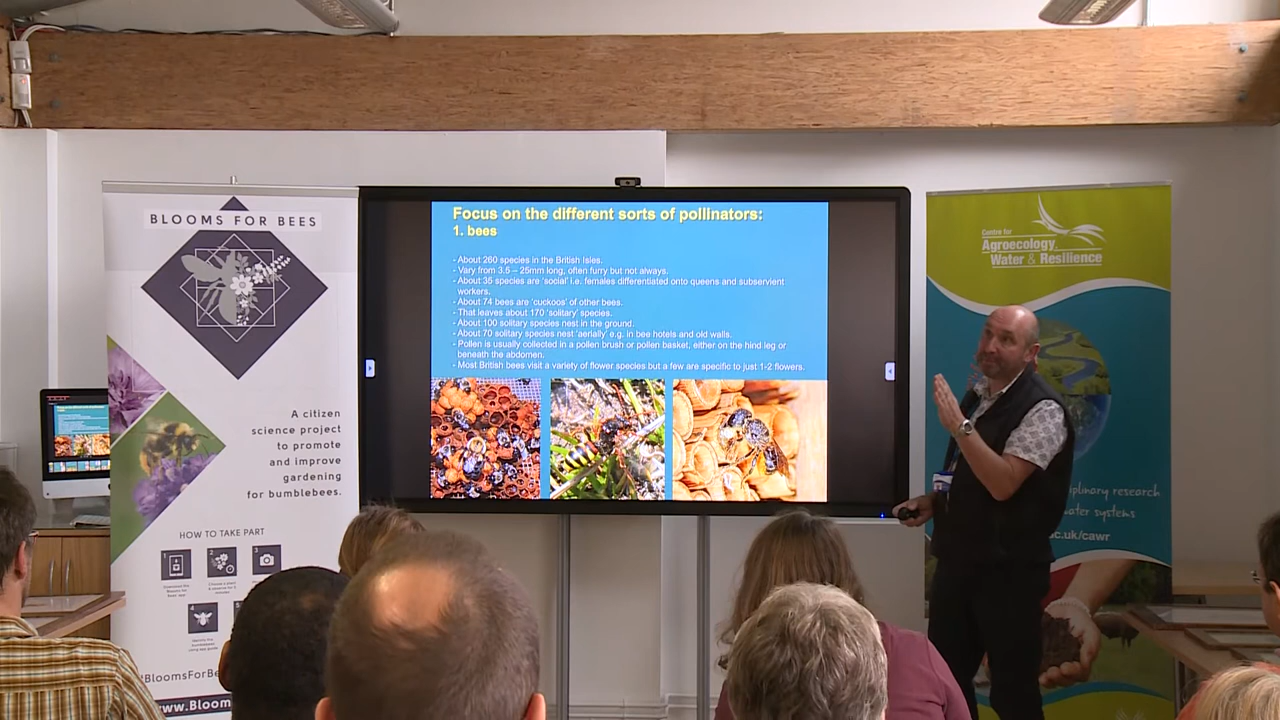 BLOOMS FOR BEES
A citizen
science project
to promote
and improve
gardening
for bumblebees.
HOW TO TAKE PART
www.Bloom
Focus on the different sorts of pollinators:
1. bees
- About 260 species in the British Isles.
- Vary from 3.5 – 25mm long, often furry but not always.
- About 35 species are 'social' i.e. females differentiated onto queens and subservient
workers.
- About 74 bees are 'cuckoos' of other bees.
- That leaves about 170 'solitary' species.
- About 100 solitary species nest in the ground.
- About 70 solitary species nest 'aerially' e.g. in bee hotels and old walls.
- Pollen is usually collected in a pollen brush or pollen basket, either on the hind leg or
beneath the abdomen.
- Most British bees visit a variety of flower species but a few are specific to just 1-2 flowers.
Centre for
Agroecology,
Water & Resilience
iplinary research
ater systems
c.uk/cawr